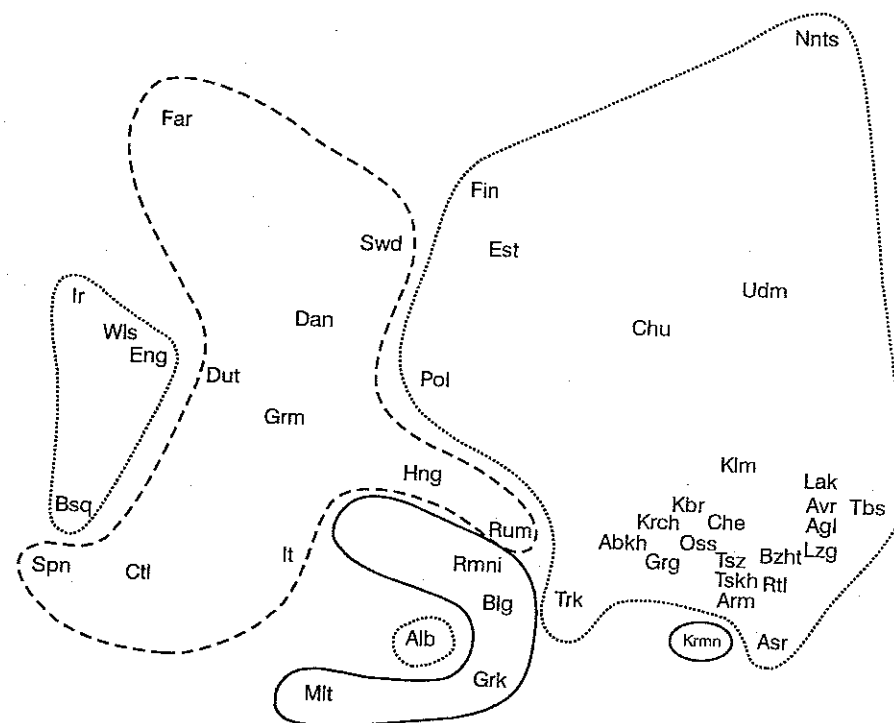 Nnts
Far
Fin
Swd
Est
Ir
Udm
Wls
Dan
Chu
Eng
Dut
Pol
Grm
Klm
Hng
Lak
Bsq
Kbr
Avr
Tbs
Krch
Che
Agl
Rum
Abkh
Oss
Lzg
It
Bzht
Spn
Ctl
Rmni
Grg
Tsz
Tskh
Rtl
Blg
Trk
Arm
Alb
Krmn
Asr
Mlt
Grk